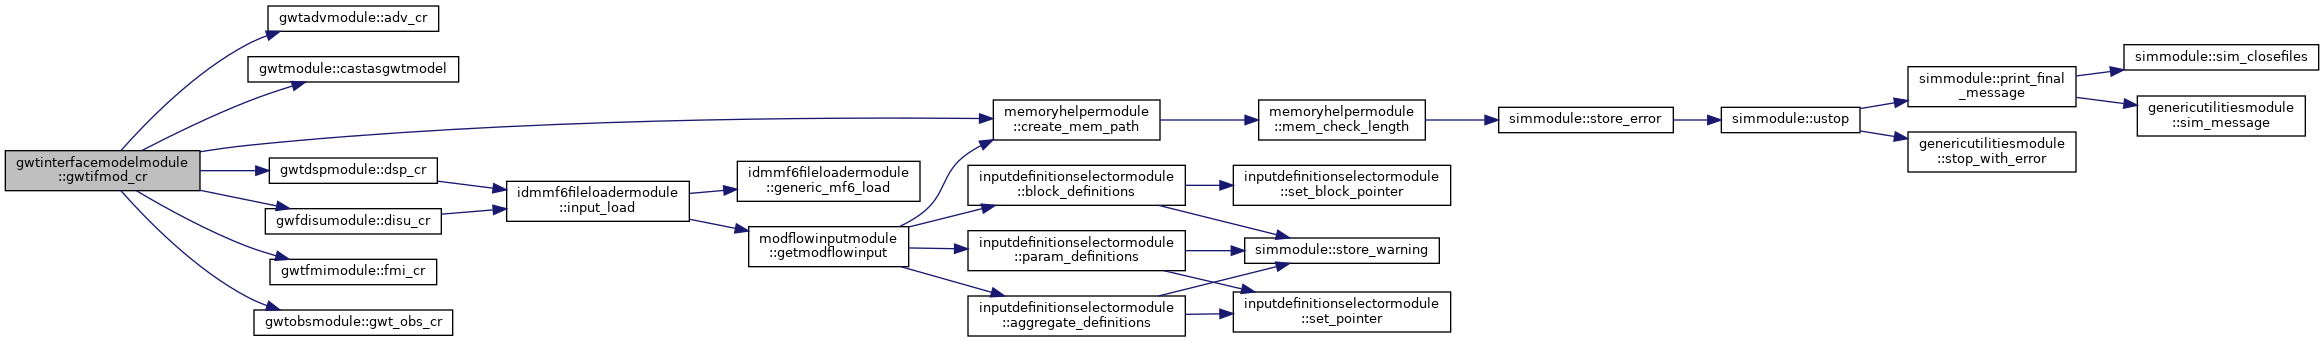 gwtinterfacemodelmodule
::gwtifmod_cr
gwtadvmodule::adv_cr
gwtmodule::castasgwtmodel
gwtdspmodule::dsp_cr
gwfdisumodule::disu_cr
gwtfmimodule::fmi_cr
gwtobsmodule::gwt_obs_cr
idmmf6fileloadermodule
::input_load
idmmf6fileloadermodule
::generic_mf6_load
modflowinputmodule
::getmodflowinput
memoryhelpermodule
::create_mem_path
inputdefinitionselectormodule
::block_definitions
inputdefinitionselectormodule
::param_definitions
inputdefinitionselectormodule
::aggregate_definitions
memoryhelpermodule
::mem_check_length
inputdefinitionselectormodule
::set_block_pointer
simmodule::store_warning
inputdefinitionselectormodule
::set_pointer
simmodule::store_error
simmodule::ustop
simmodule::print_final
_message
genericutilitiesmodule
::stop_with_error
simmodule::sim_closefiles
genericutilitiesmodule
::sim_message